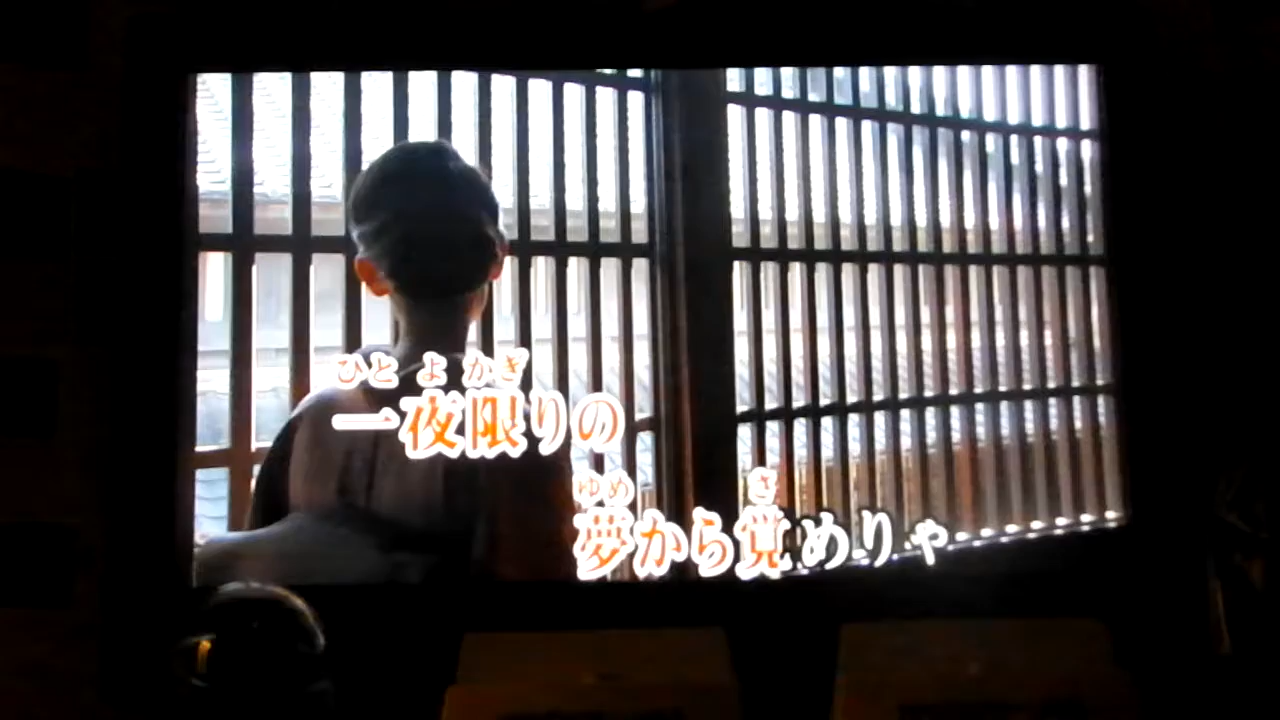 ひとよかぎ
一夜限りの
ゆめ さ
夢から覚めりゃ